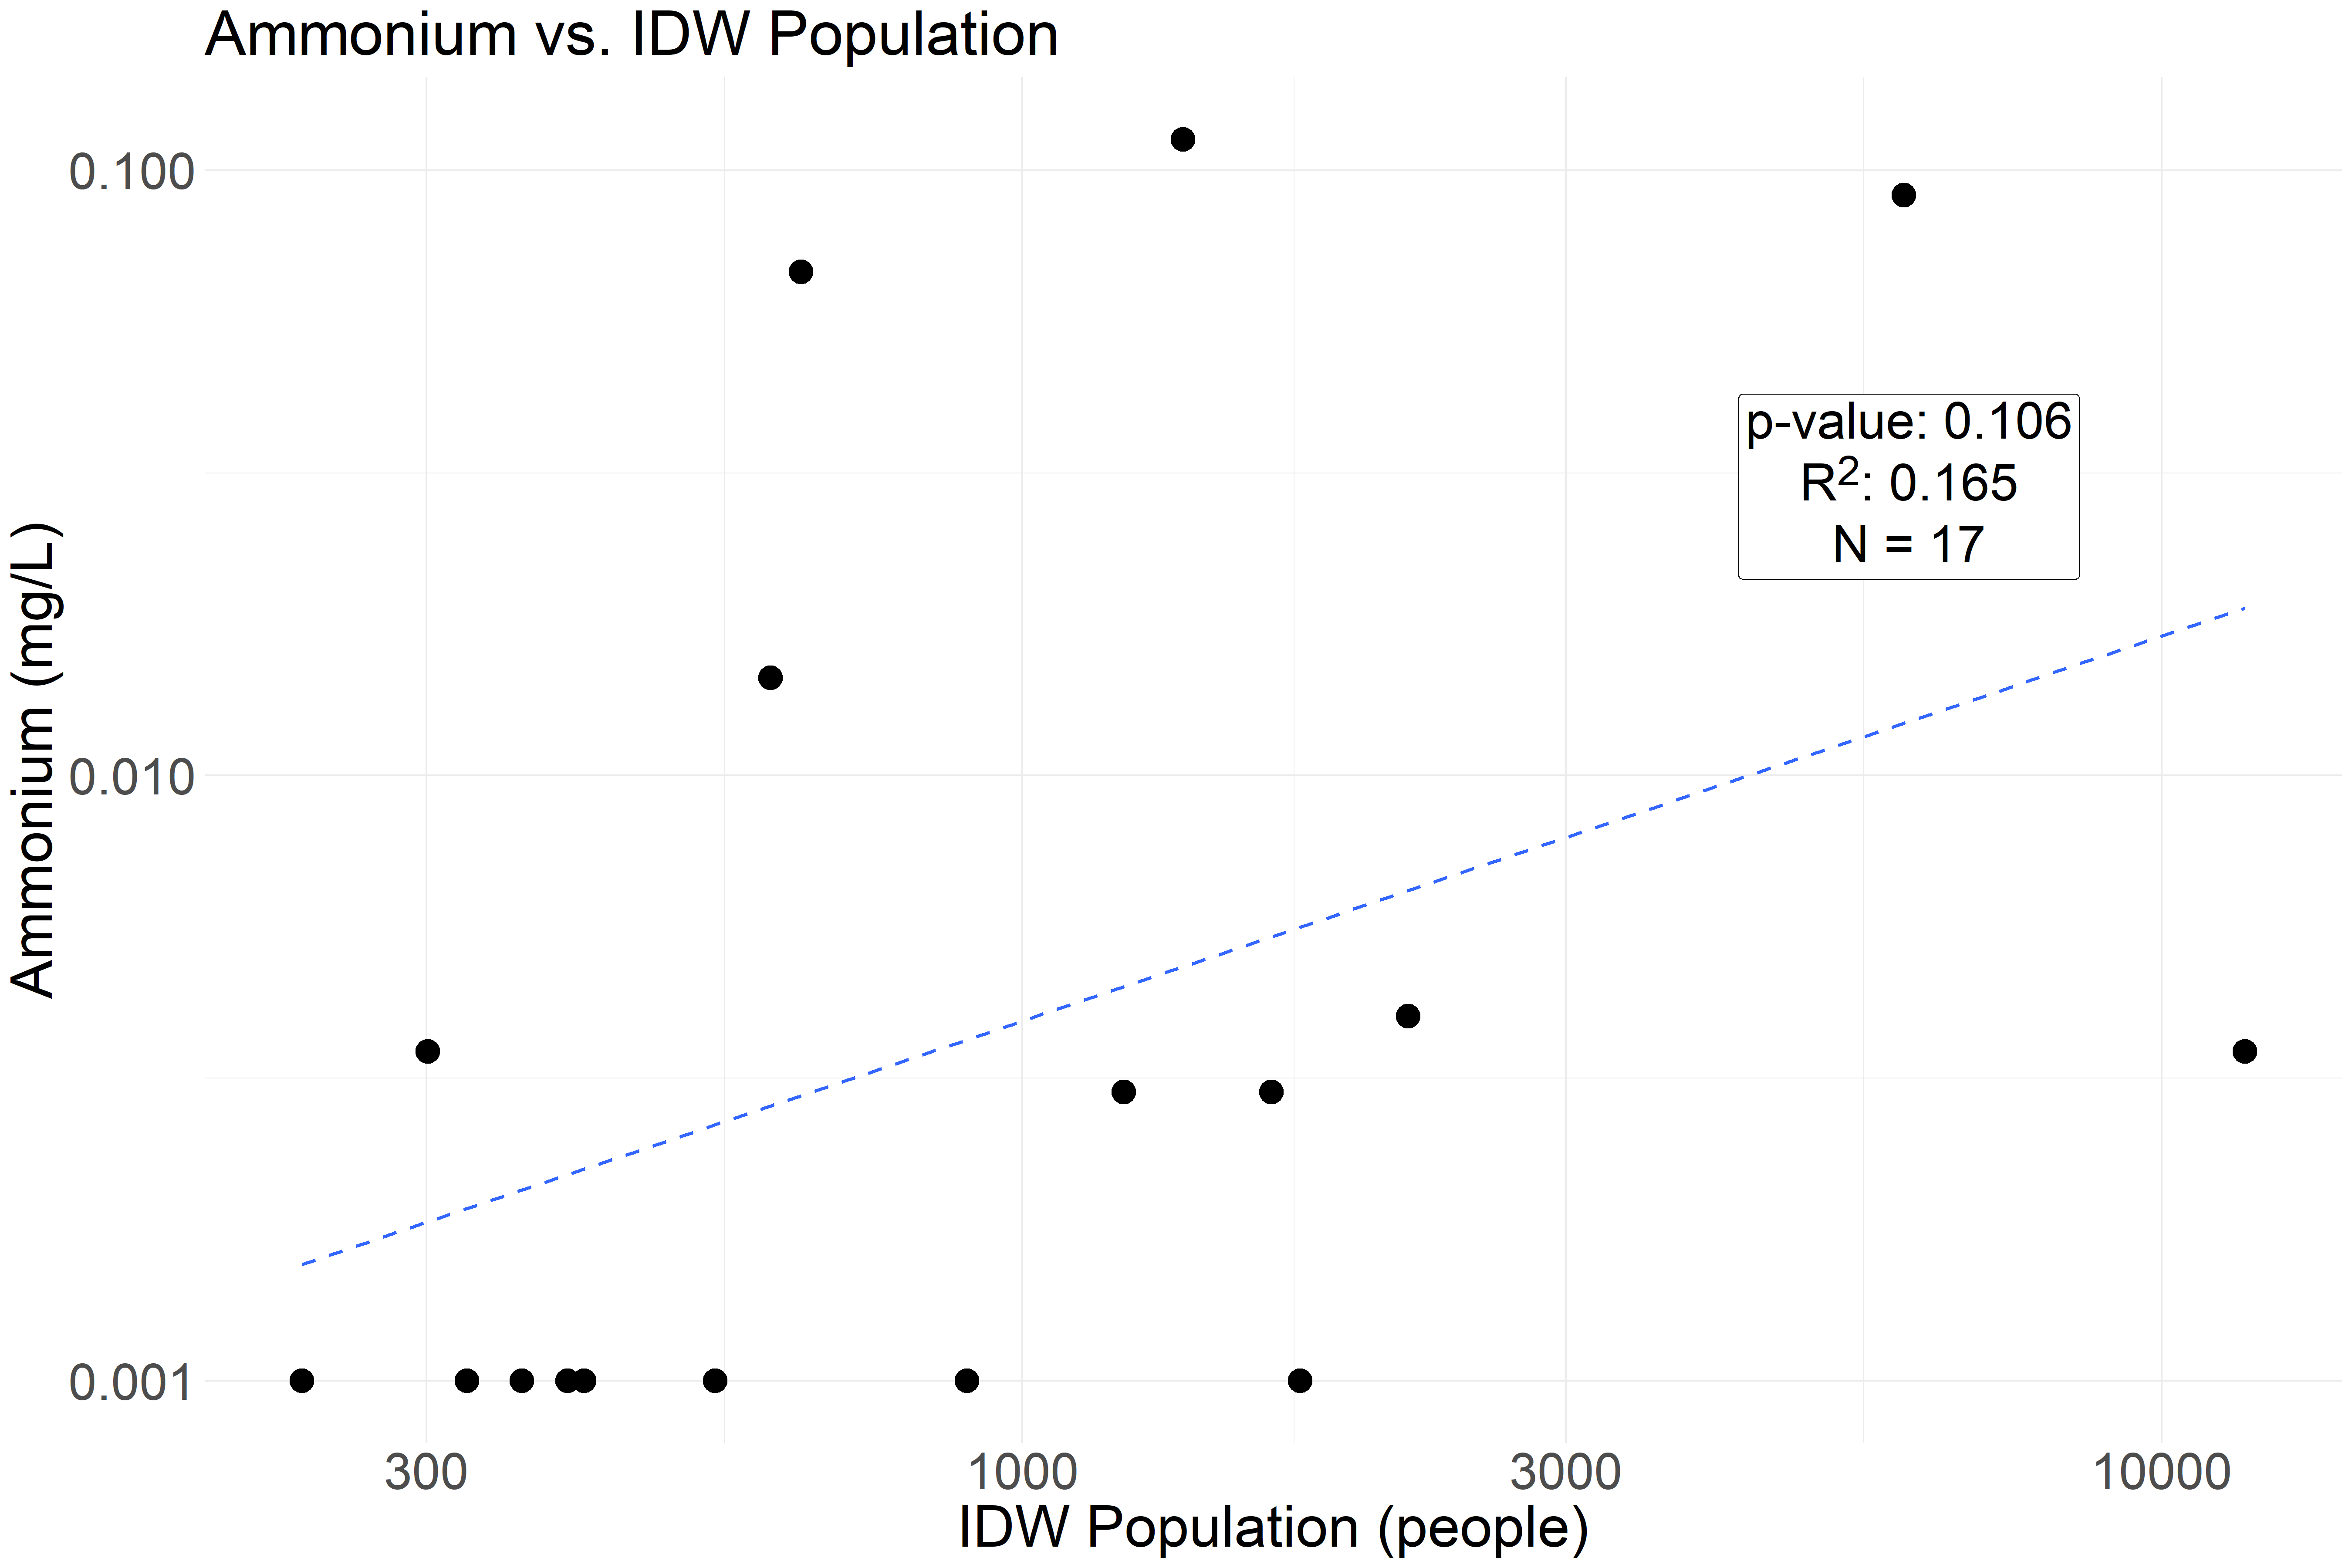 Ammonium vs. IDW Population
0.100
0.010
0.001
Ammonium (mg/L)
p-value: 0.106
R²: 0.165
N = 17
300
1000
3000
10000
IDW Population (people)